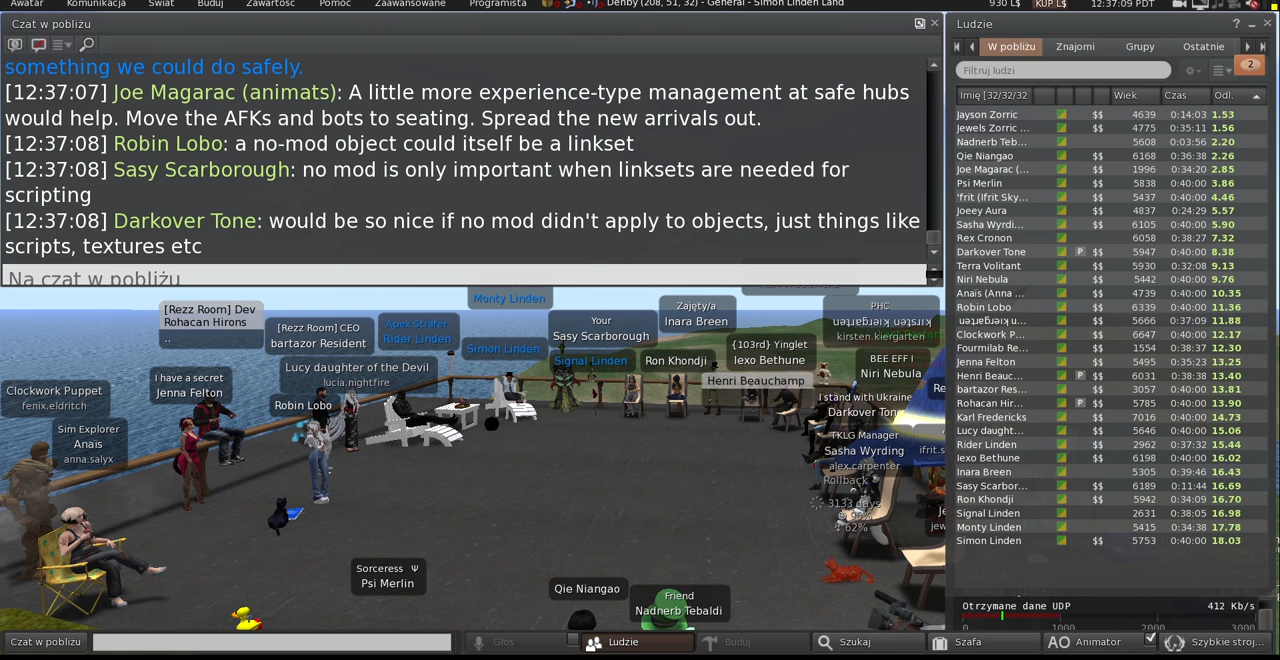 Awatar Komunikacja Świat Buduj Zawartość Pomoc Zaawansowane Programista Denby (208, 51, 32) - General - Simon Linden Land 930 L$ KUP L$ 12:37:09 PDT
Czat w pobliżu
something we could do safely.
[12:37:07] Joe Magarac (animats): A little more experience-type management at safe hubs
would help. Move the AFKs and bots to seating. Spread the new arrivals out.
[12:37:08] Robin Lobo: a no-mod object could itself be a linkset
[12:37:08] Sasy Scarborough: no mod is only important when linksets are needed for
scripting
[12:37:08] Darkover Tone: would be so nice if no mod didn't apply to objects, just things like
scripts, textures etc
Na czat w pobliżu
Monty Linden
[Rezz Room] Dev
Rohacan Hirons
..
[Rezz Room] CEO
bartazor Resident
Apex Strafer
Rider Linden
Simon Linden
Your
Sasy Scarborough
Signal Linden
Zajęty/a
Inara Breen
Ron Khondji
{103rd} Yinglet
Iexo Bethune
Henri Beauchamp
PHC
uǝʇɹɐƃɹǝıʞ uǝʇsɹıʞ
kirsten.kiergarten
BEE EFF I
Niri Nebula
Re
Lucy daughter of the Devil
lucia.nightfire
I have a secret
Jenna Felton
Robin Lobo
Clockwork Puppet
fenix.eldritch
Sim Explorer
Anais
anna.salyx
I stand with Ukraine
Darkover Tone
TKLG Manager
Sasha Wyrding
alex.carpenter
ifrit.s
Rollback
3133 days
62%
Je
jew
Sorceress Ψ
Psi Merlin
Qie Niangao
Friend
Nadnerb Tebaldi
Ludzie
? _ ×
W pobliżu Znajomi Grupy Ostatnie
Filtruj ludzi
2
Imię [32/32/32 Wiek Czas Odl.
Jayson Zorric $$ 4639 0:14:03 1.53
Jewels Zorric ... $$ 4775 0:35:11 1.56
Nadnerb Teb... 5608 0:03:56 2.20
Qie Niangao $$ 6168 0:36:38 2.26
Joe Magarac (... $$ 1996 0:34:20 2.85
Psi Merlin $$ 5838 0:40:00 3.86
'frit (Ifrit Sky... $$ 5437 0:40:00 4.46
Joeey Aura $$ 4837 0:24:29 5.57
Sasha Wyrdi... $$ 6105 0:40:00 5.90
Rex Cronon 6058 0:38:27 7.32
Darkover Tone P $$ 5947 0:40:00 8.38
Terra Volitant $$ 5930 0:32:08 9.13
Niri Nebula $$ 5442 0:40:00 9.76
Anaïs (Anna ... $$ 4739 0:40:00 10.35
Robin Lobo $$ 6339 0:40:00 11.36
uǝʇɹɐƃɹǝıʞ u... $$ 5666 0:37:09 11.88
Clockwork P... $$ 6647 0:40:00 12.17
Fourmilab Re... $$ 1554 0:38:37 12.30
Jenna Felton $$ 5495 0:35:23 13.25
Henri Beauc... P $$ 6031 0:38:38 13.40
bartazor Res... $$ 3057 0:40:00 13.81
Rohacan Hir... P $$ 5785 0:40:00 13.90
Karl Fredericks $$ 7016 0:40:00 14.73
Lucy daught... $$ 5646 0:40:00 15.06
Rider Linden $$ 2962 0:37:32 15.44
Iexo Bethune $$ 6198 0:40:00 16.02
Inara Breen 5305 0:39:46 16.43
Sasy Scarbor... $$ 6189 0:11:44 16.69
Ron Khondji $$ 5942 0:34:09 16.70
Signal Linden 2631 0:38:05 16.98
Monty Linden 5415 0:34:38 17.78
Simon Linden $$ 5753 0:40:00 18.03
Otrzymane dane UDP 412 Kb/s
0 1000 2000 3000
Czat w pobliżu Głos Ludzie Buduj Szukaj Szafa AO Animator Szybkie stroj...